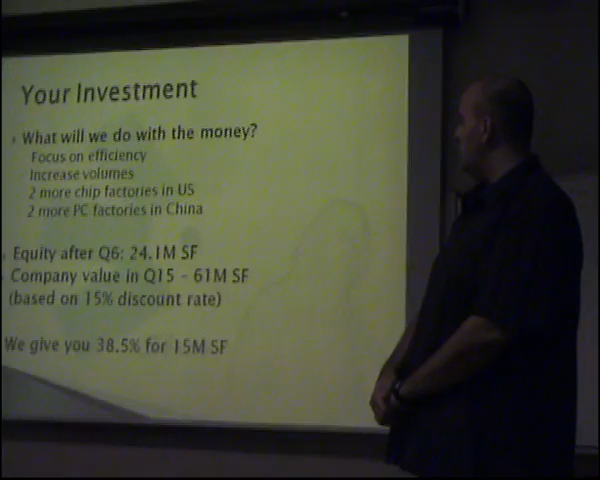 Your Investment
What will we do with the money?
Focus on efficiency
Increase volumes
2 more chip factories in US
2 more PC factories in China
Equity after Q6: 24.1M SF
Company value in Q15 - 61M SF
(based on 15% discount rate)
We give you 38.5% for 15M SF